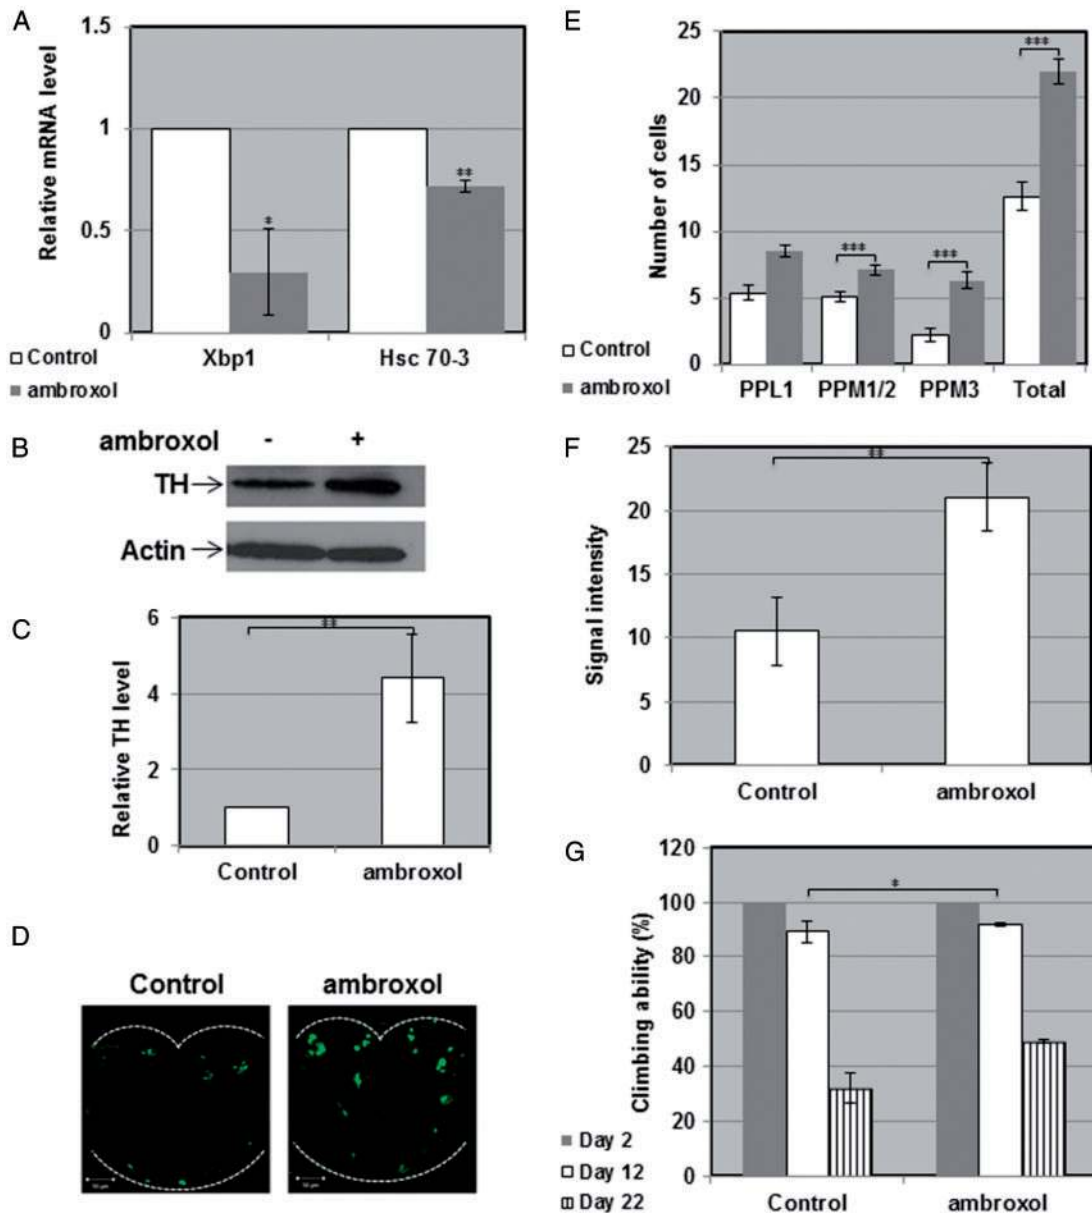 A
Relative mRNA level
1.5
1
0.5
0
*
**
Xbp1 Hsc 70-3
Control
ambroxol
B
ambroxol - +
TH
Actin
C
Relative TH level
6
4
2
0
**
Control ambroxol
D
Control ambroxol
E
Number of cells
25
20
15
10
5
0
***
***
***
PPL1 PPM1/2 PPM3 Total
Control
ambroxol
F
Signal intensity
25
20
15
10
5
0
**
Control ambroxol
G
Climbing ability (%)
120
100
80
60
40
20
0
*
Control ambroxol
Day 2
Day 12
Day 22